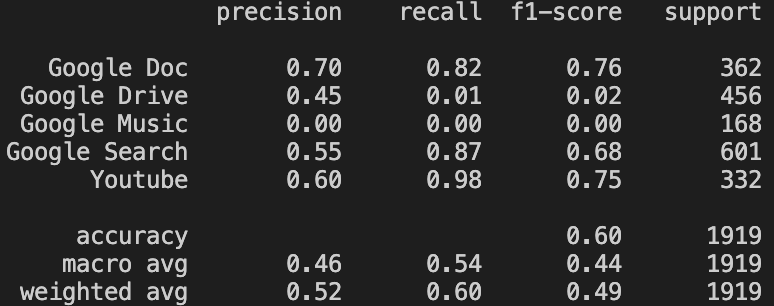 precision recall f1-score support
Google Doc 0.70 0.82 0.76 362
Google Drive 0.45 0.01 0.02 456
Google Music 0.00 0.00 0.00 168
Google Search 0.55 0.87 0.68 601
Youtube 0.60 0.98 0.75 332
accuracy 0.60 1919
macro avg 0.46 0.54 0.44 1919
weighted avg 0.52 0.60 0.49 1919